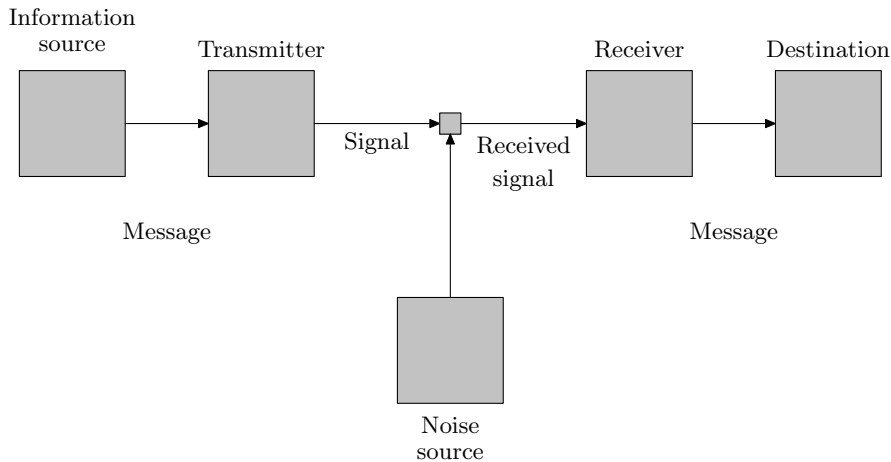 Information
source
Transmitter
Receiver
Destination
Signal
Received
signal
Message
Message
Noise
source